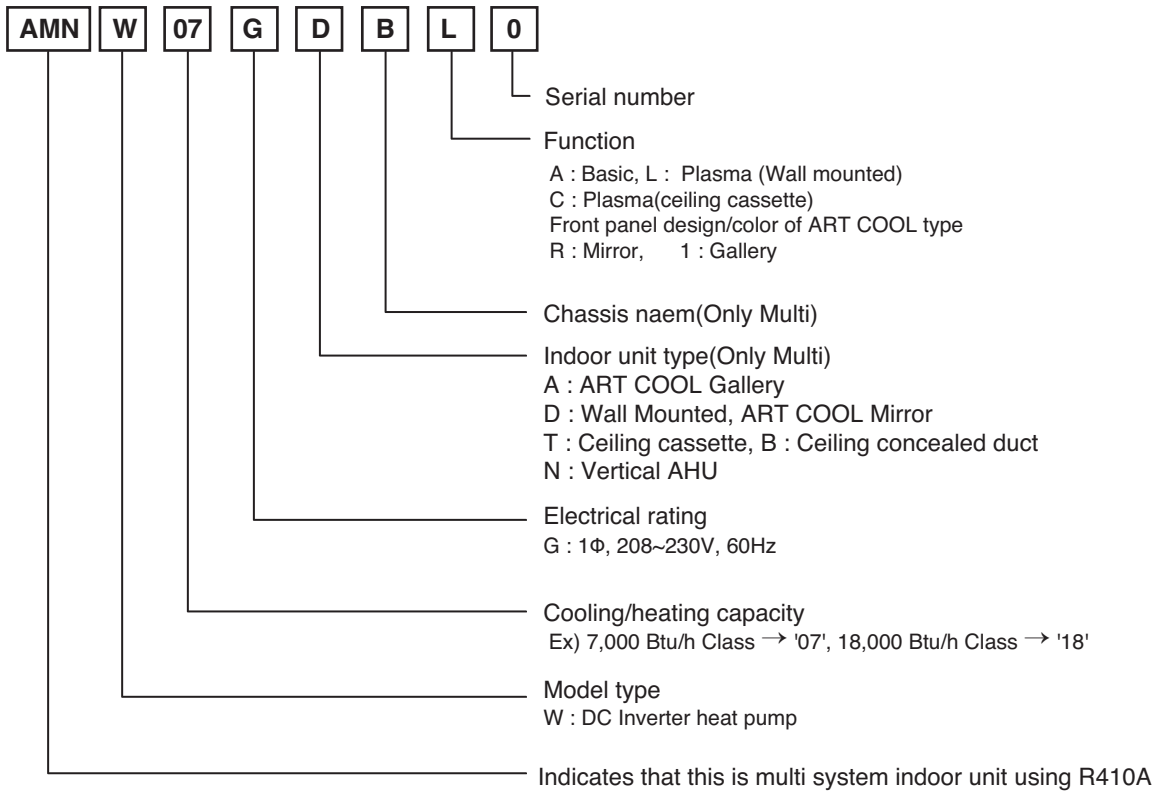 AMN W 07 G D B L 0
Serial number
Function
A : Basic, L : Plasma (Wall mounted)
C : Plasma(ceiling cassette)
Front panel design/color of ART COOL type
R : Mirror, 1 : Gallery
Chassis naem(Only Multi)
Indoor unit type(Only Multi)
A : ART COOL Gallery
D : Wall Mounted, ART COOL Mirror
T : Ceiling cassette, B : Ceiling concealed duct
N : Vertical AHU
Electrical rating
G : 1Φ, 208~230V, 60Hz
Cooling/heating capacity
Ex) 7,000 Btu/h Class → '07', 18,000 Btu/h Class → '18'
Model type
W : DC Inverter heat pump
Indicates that this is multi system indoor unit using R410A